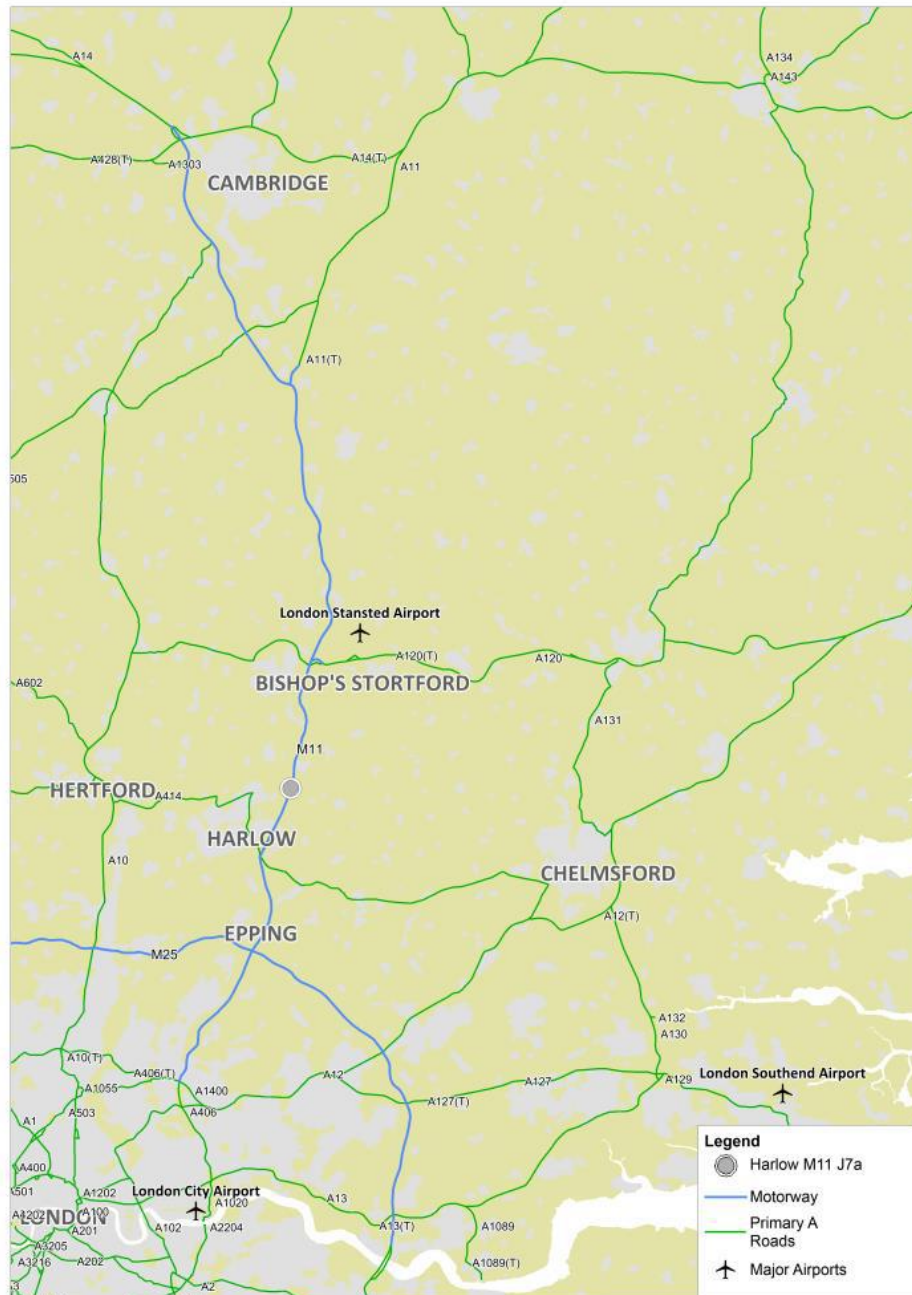 A14
A134
A143
A428(T)
A1303
A14(T)
A11
CAMBRIDGE
A11(T)
505
London Stansted Airport
A120(T)
A120
BISHOP'S STORTFORD
A602
A131
M11
HERTFORD
A414
HARLOW
A10
CHELMSFORD
A12(T)
EPPING
M25
A132
A130
A10(T)
A406(T)
A12
A1055
A1400
A127
A129
London Southend Airport
A503
A406
A127(T)
A1
A400
501
A1202
London City Airport
A1020
A13
A4202
LONDON
A100
A201
A102
A2204
A13(T)
A1089
A3205
A3216
A202
A1089(T)
A2
Legend
Harlow M11 J7a
Motorway
Primary A
Roads
Major Airports